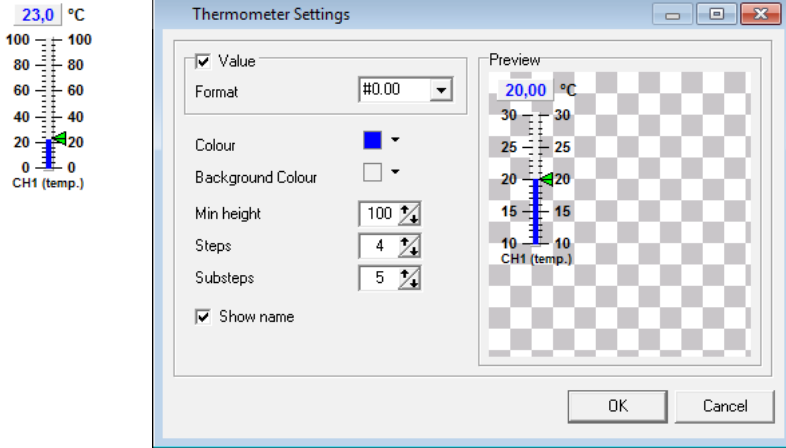 23,0 °C
100 100
80 80
60 60
40 40
20 20
0 0
CH1 (temp.)
Thermometer Settings
Value
Format #0.00
Colour
Background Colour
Min height 100
Steps 4
Substeps 5
Show name
Preview
20,00 °C
30 30
25 25
20 20
15 15
10 10
CH1 (temp.)
OK Cancel